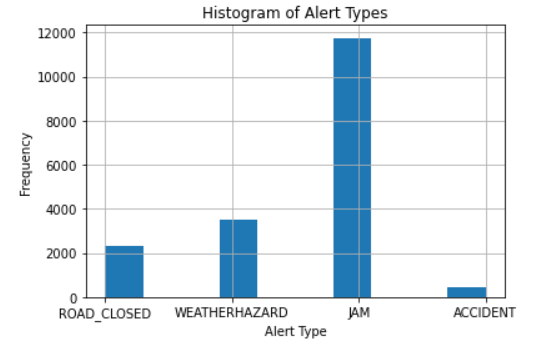 Histogram of Alert Types
12000
10000
8000
6000
4000
2000
0
Frequency
ROAD_CLOSED WEATHERHAZARD JAM ACCIDENT
Alert Type